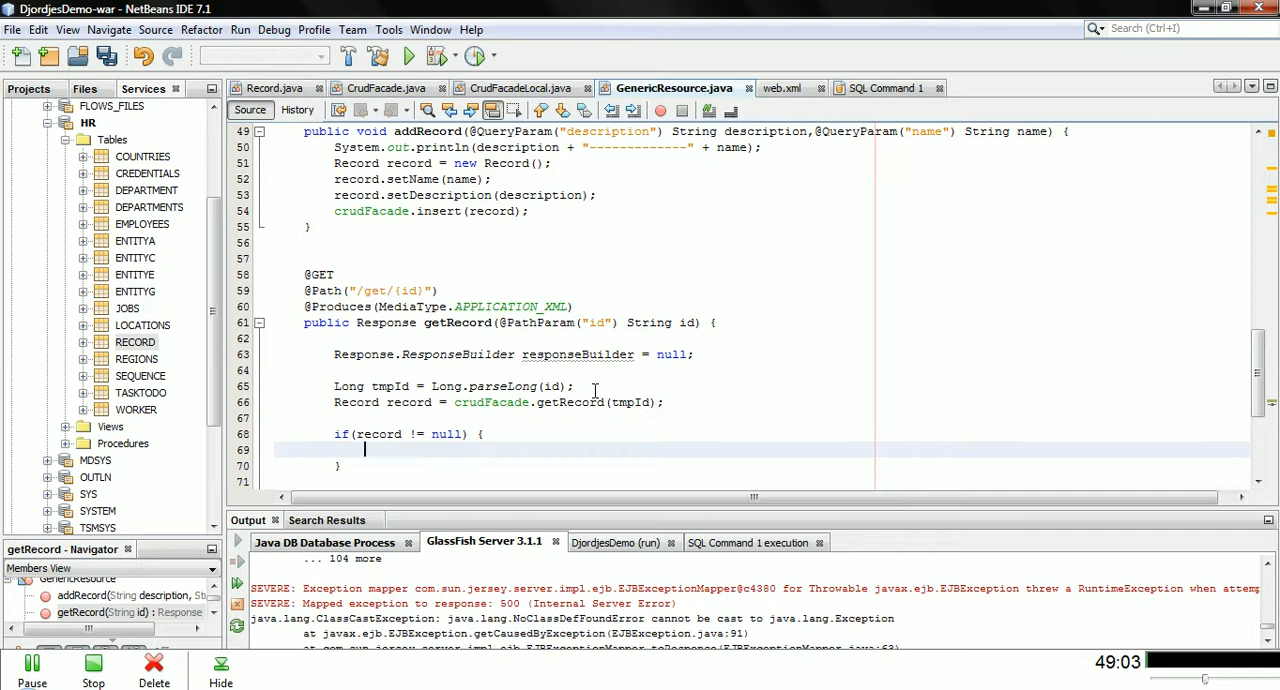 DjordjesDemo-war - NetBeans IDE 7.1
File Edit View Navigate Source Refactor Run Debug Profile Team Tools Window Help
Search (Ctrl+I)
Projects Files Services
Record.java CrudFacade.java CrudFacadeLocal.java GenericResource.java web.xml SQL Command 1
Source History
FLOWS_FILES
HR
Tables
COUNTRIES
CREDENTIALS
DEPARTMENT
DEPARTMENTS
EMPLOYEES
ENTITYA
ENTITYC
ENTITYE
ENTITYG
JOBS
LOCATIONS
RECORD
REGIONS
SEQUENCE
TASKTODO
WORKER
Views
Procedures
MDSYS
OUTLN
SYS
SYSTEM
TSMSYS
49 public void addRecord(@QueryParam("description") String description,@QueryParam("name") String name) {
50 System.out.println(description + "-------------" + name);
51 Record record = new Record();
52 record.setName(name);
53 record.setDescription(description);
54 crudFacade.insert(record);
55 }
56
57
58 @GET
59 @Path("/get/{id}")
60 @Produces(MediaType.APPLICATION_XML)
61 public Response getRecord(@PathParam("id") String id) {
62
63 Response.ResponseBuilder responseBuilder = null;
64
65 Long tmpId = Long.parseLong(id);
66 Record record = crudFacade.getRecord(tmpId);
67
68 if(record != null) {
69
70 }
71
getRecord - Navigator
Members View
GenericResource
addRecord(String description, St
getRecord(String id) : Response
Output Search Results
Java DB Database Process GlassFish Server 3.1.1 DjordjesDemo (run) SQL Command 1 execution
... 104 more
SEVERE: Exception mapper com.sun.jersey.server.impl.ejb.EJBExceptionMapper@c4380 for Throwable javax.ejb.EJBException threw a RuntimeException when attemp
SEVERE: Mapped exception to response: 500 (Internal Server Error)
java.lang.ClassCastException: java.lang.NoClassDefFoundError cannot be cast to java.lang.Exception
at javax.ejb.EJBException.getCausedByException(EJBException.java:91)
at com.sun.jersey.server.impl.ejb.EJBExceptionMapper.toResponse(EJBExceptionMapper.java:63)
Pause Stop Delete Hide
49:03